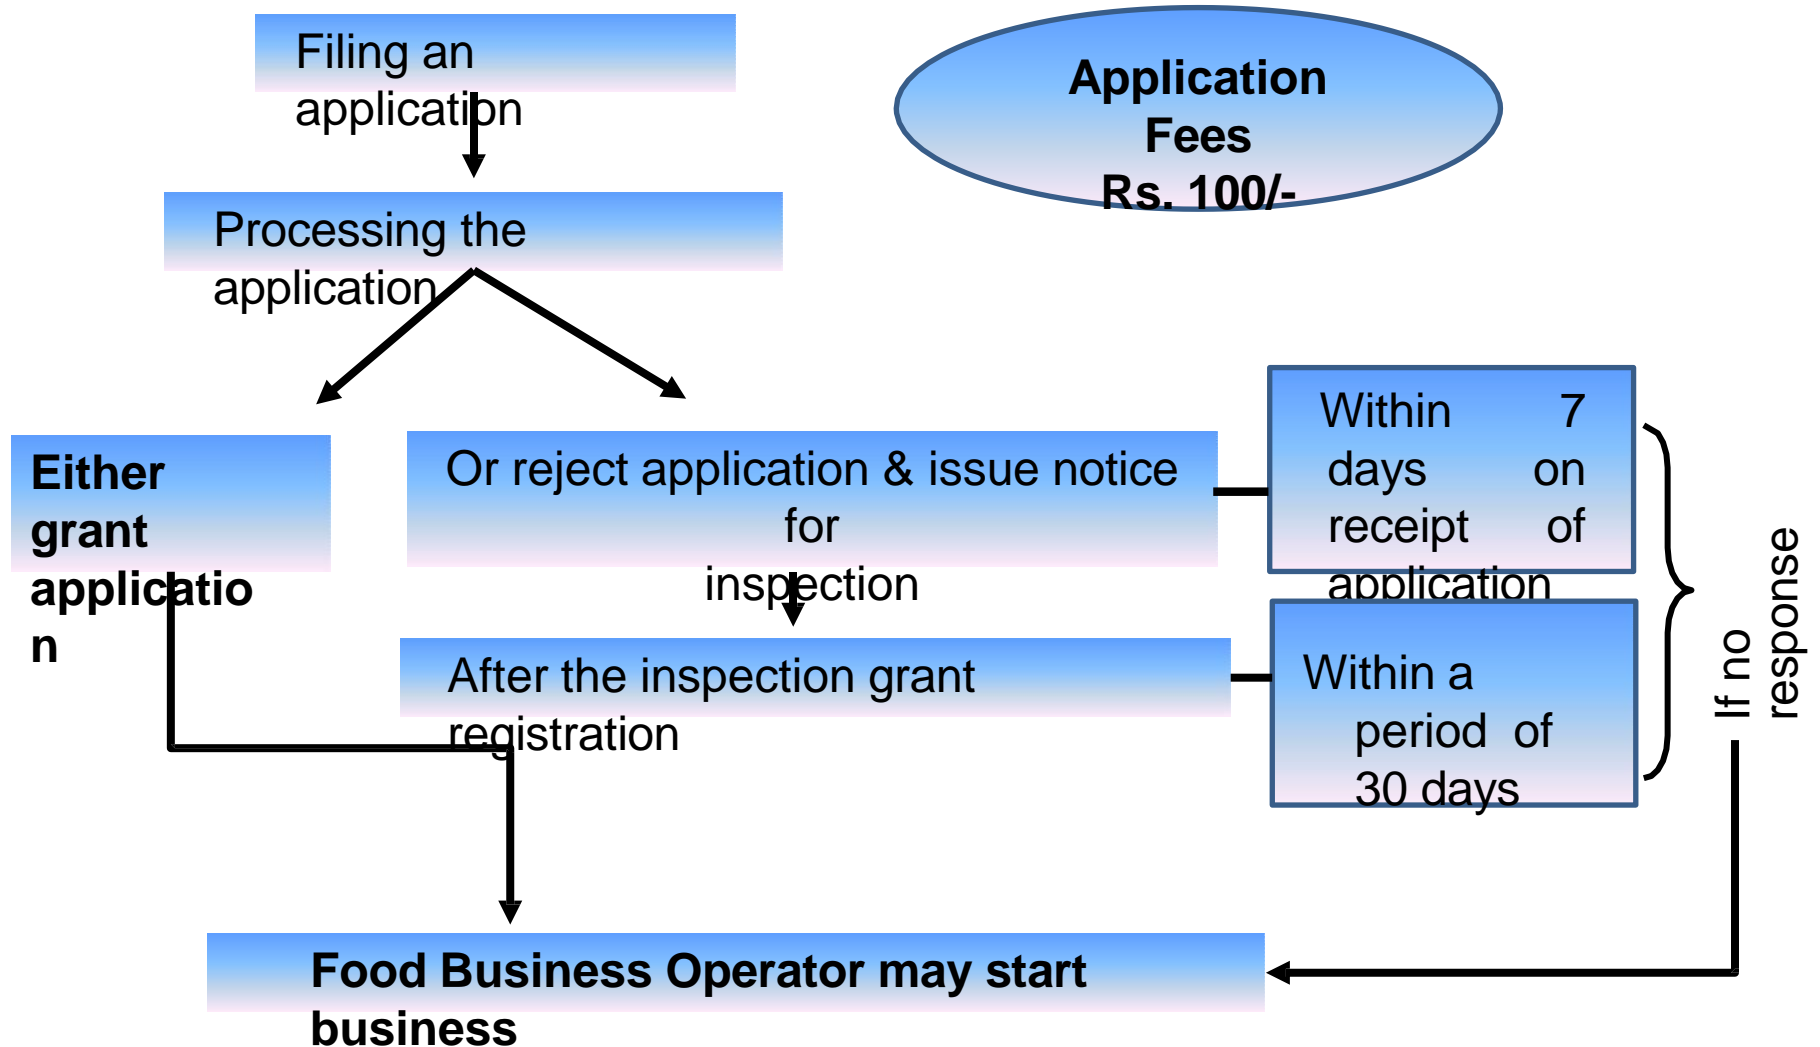 Filing an
application
Application
Fees
Rs. 100/-
Processing the
application
Either
grant
applicatio
n
Or reject application & issue notice
for
inspection
Within 7
days on
receipt of
application
After the inspection grant
registration
Within a
period of
30 days
If no
response
Food Business Operator may start
business